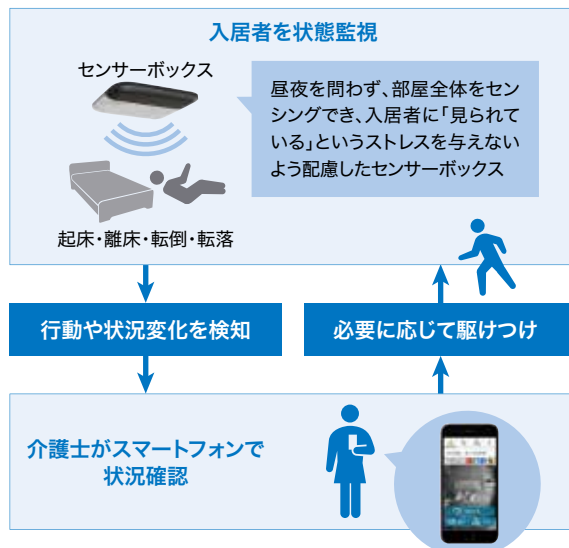 入居者を状態監視
センサーボックス
昼夜を問わず、部屋全体をセン
シングでき、入居者に「見られて
いる」というストレスを与えない
よう配慮したセンサーボックス
起床・離床・転倒・転落
行動や状況変化を検知
必要に応じて駆けつけ
介護士がスマートフォンで
状況確認